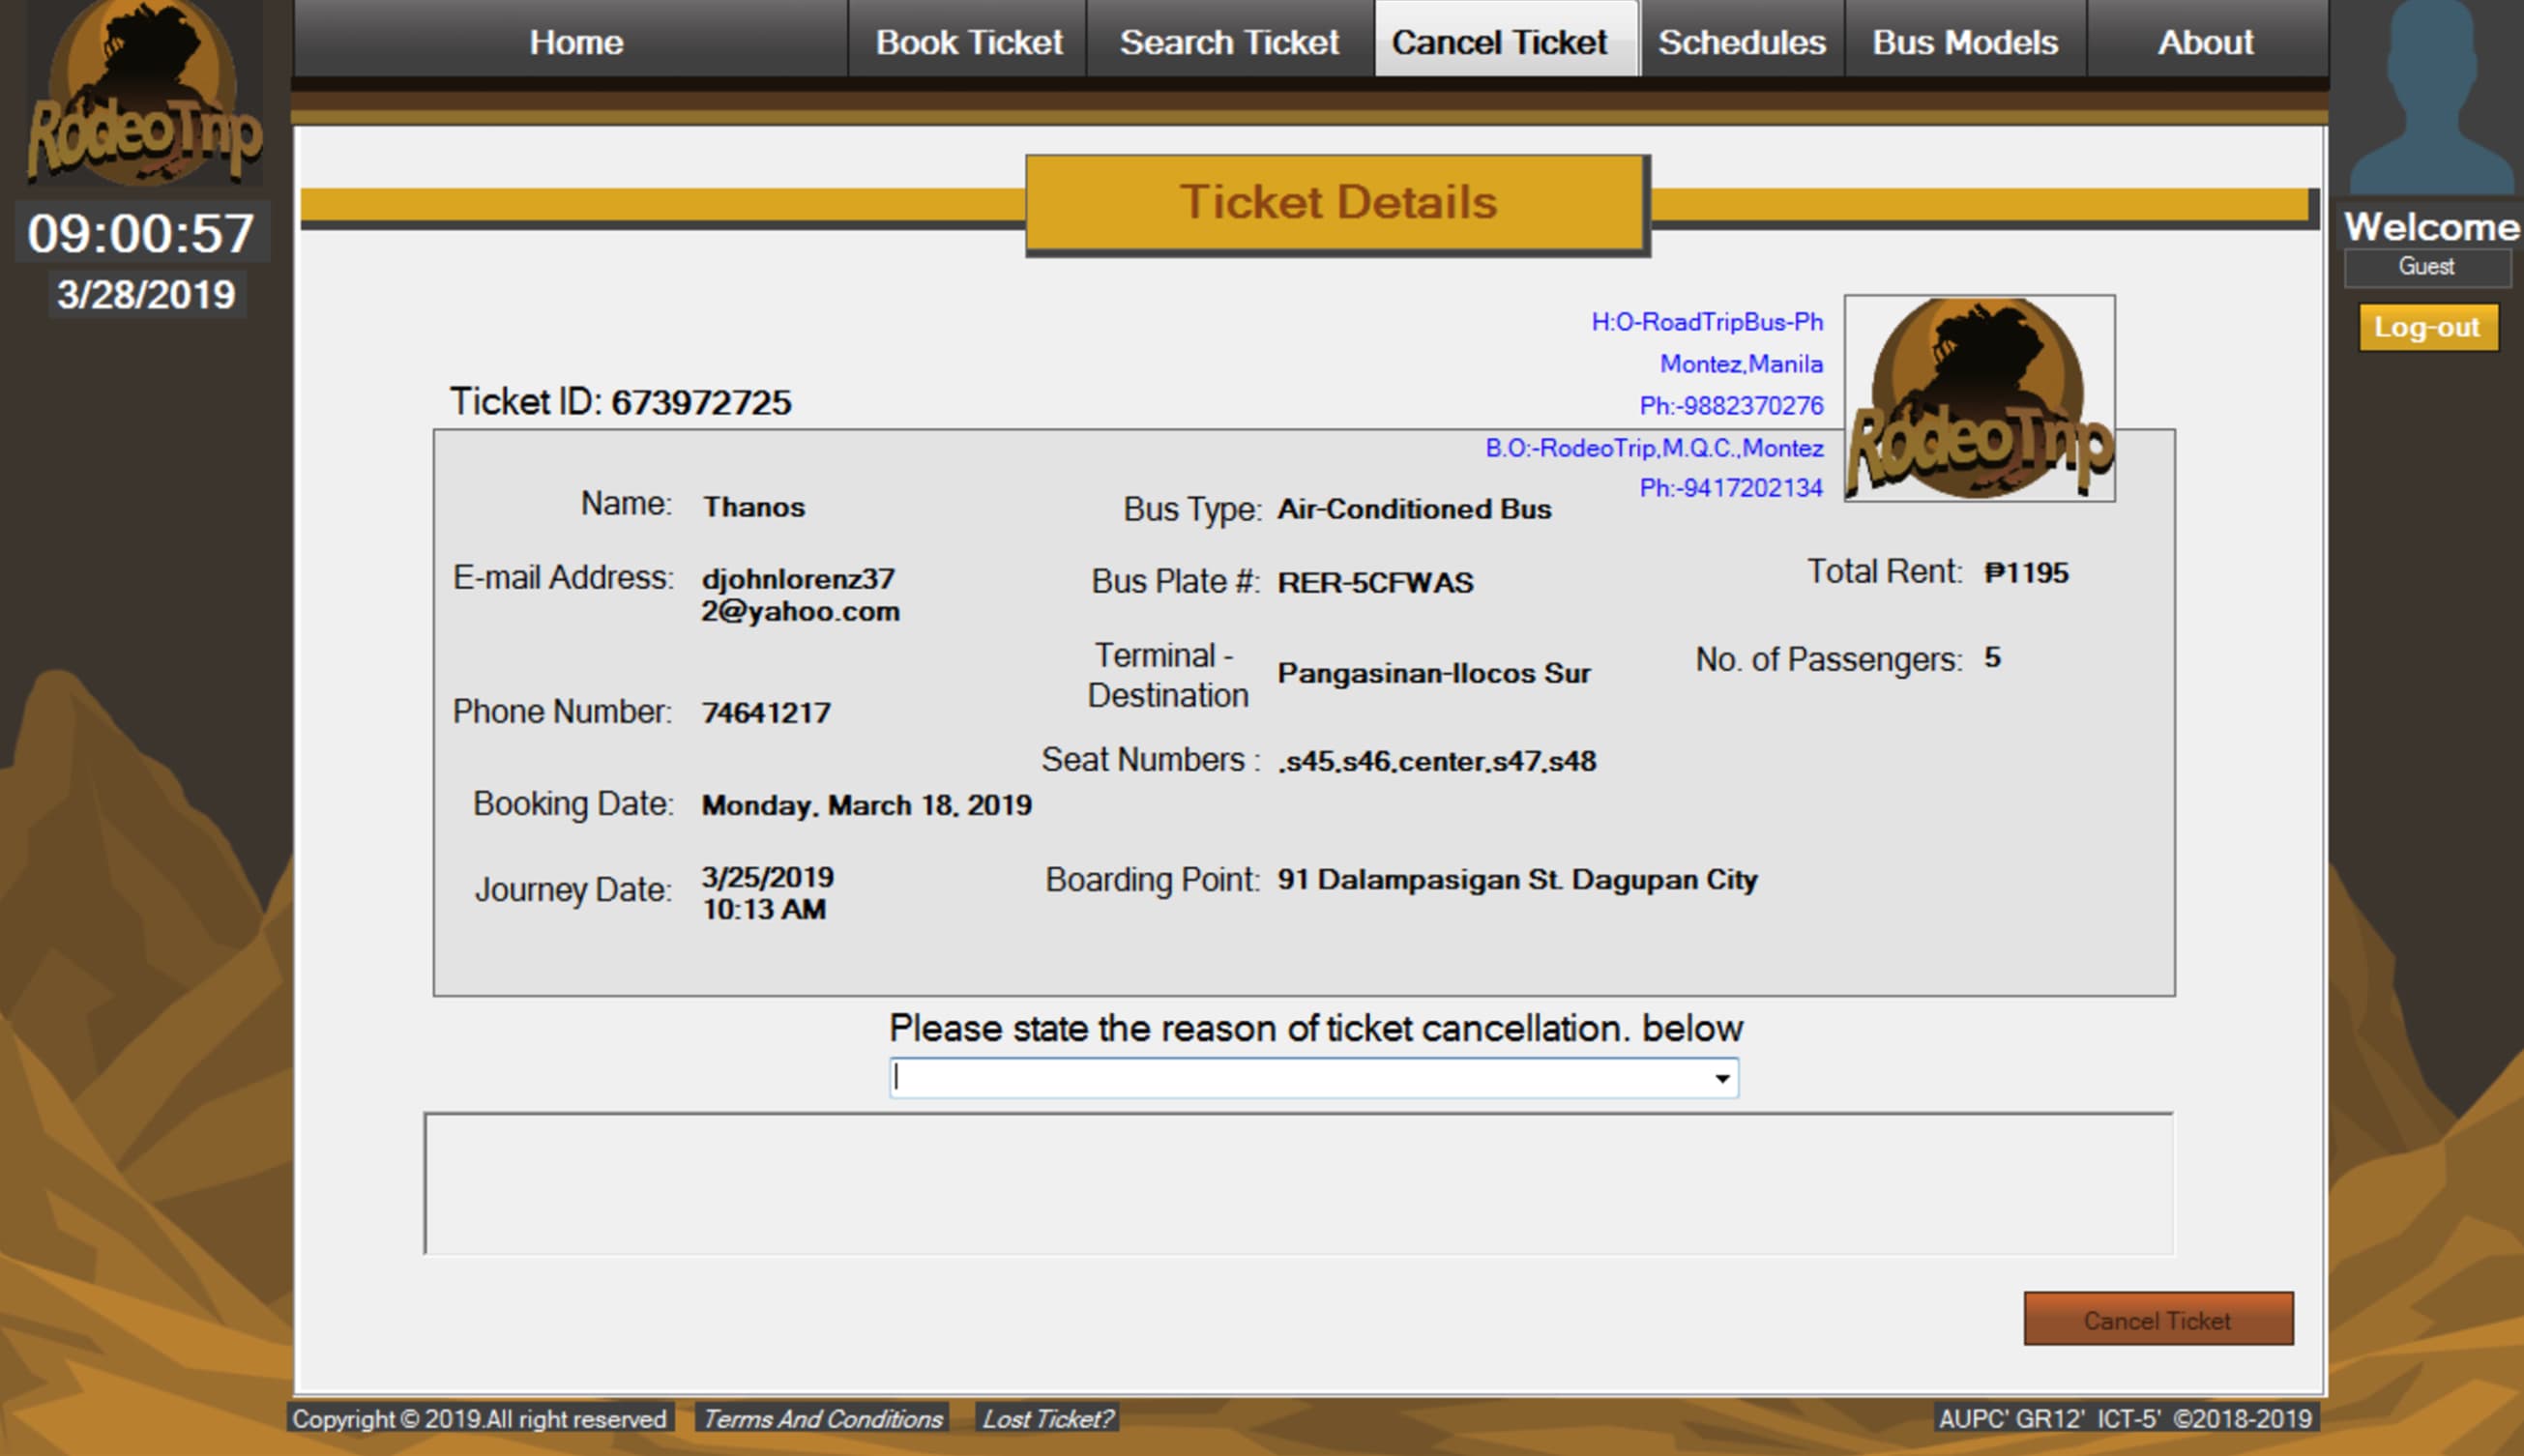 Home Book Ticket Search Ticket Cancel Ticket Schedules Bus Models About
RodeoTrip
09:00:57
3/28/2019
Welcome
Guest
Log-out
Ticket Details
H:O-RoadTripBus-Ph
Montez,Manila
Ph:-9882370276
B.O:-RodeoTrip,M.Q.C.,Montez
Ph:-9417202134
RodeoTrip
Ticket ID: 673972725
Name: Thanos
E-mail Address: djohnlorenz37
2@yahoo.com
Phone Number: 74641217
Booking Date: Monday, March 18, 2019
Journey Date: 3/25/2019
10:13 AM
Bus Type: Air-Conditioned Bus
Bus Plate #: RER-5CFWAS
Terminal -
Destination Pangasinan-Ilocos Sur
Seat Numbers : ,s45,s46,center,s47,s48
Boarding Point: 91 Dalampasigan St. Dagupan City
Total Rent: ₱1195
No. of Passengers: 5
Please state the reason of ticket cancellation. below
Cancel Ticket
Copyright © 2019.All right reserved Terms And Conditions Lost Ticket? AUPC' GR12' ICT-5' ©2018-2019